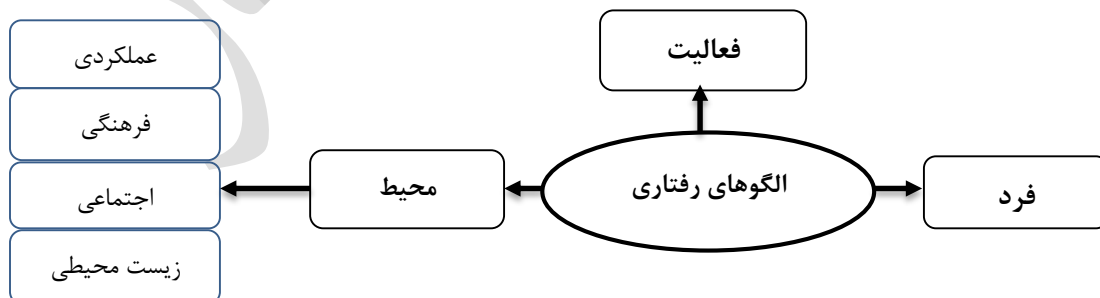 فعالیت
عملکردی
فرهنگی
الگوهای رفتاری
محیط
فرد
اجتماعی
زیست محیطی